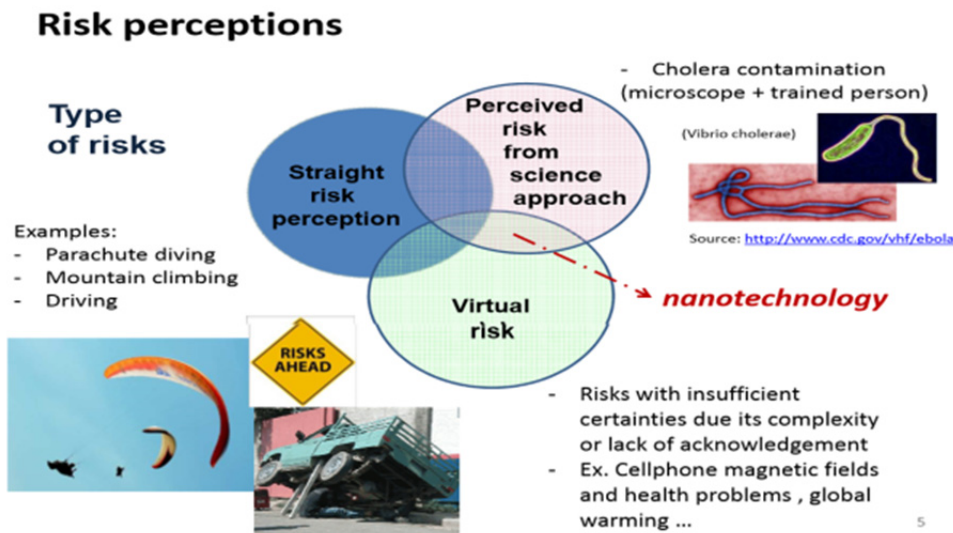 Risk perceptions
Type
of risks
Straight
risk
perception
Perceived
risk
from
science
approach
Virtual
risk
- Cholera contamination
(microscope + trained person)
(Vibrio cholerae)
Source: http://www.cdc.gov/vhf/ebola
nanotechnology
Examples:
- Parachute diving
- Mountain climbing
- Driving
RISKS
AHEAD
- Risks with insufficient
certainties due its complexity
or lack of acknowledgement
- Ex. Cellphone magnetic fields
and health problems , global
warming ...
5